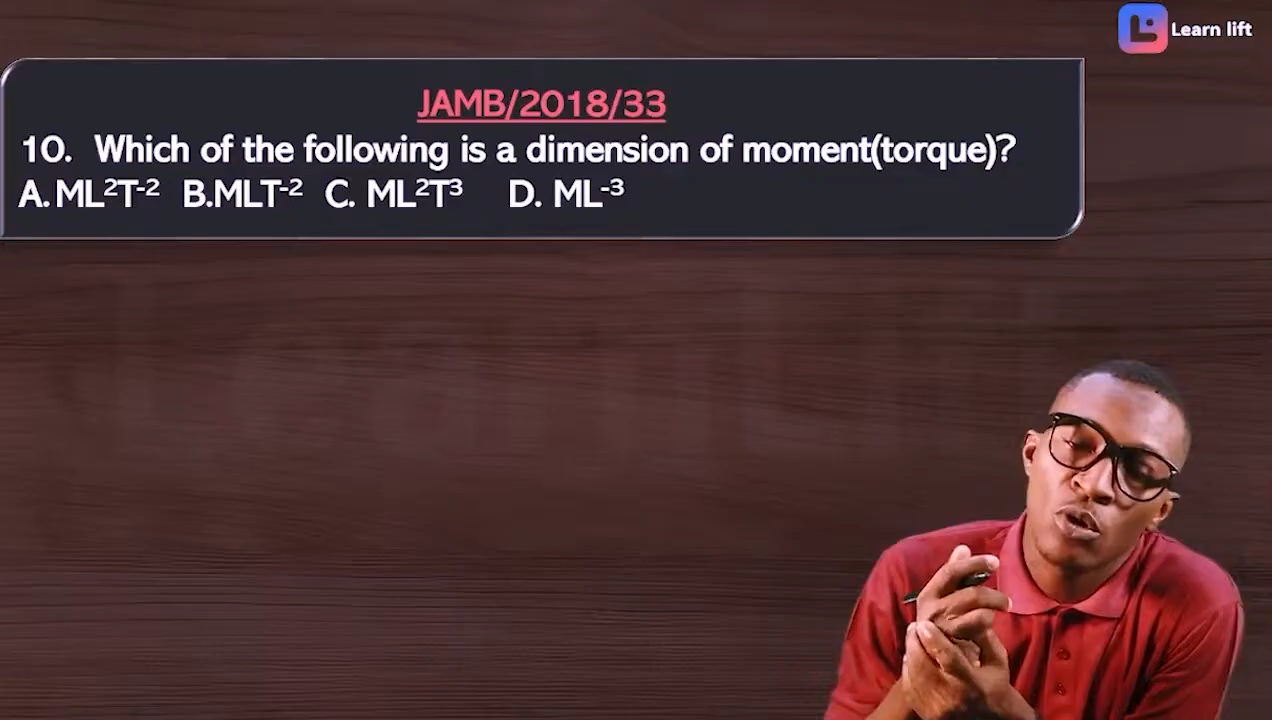 Learn lift
JAMB/2018/33
10. Which of the following is a dimension of moment(torque)?
A.ML²T⁻² B.MLT⁻² C. ML²T³ D. ML⁻³